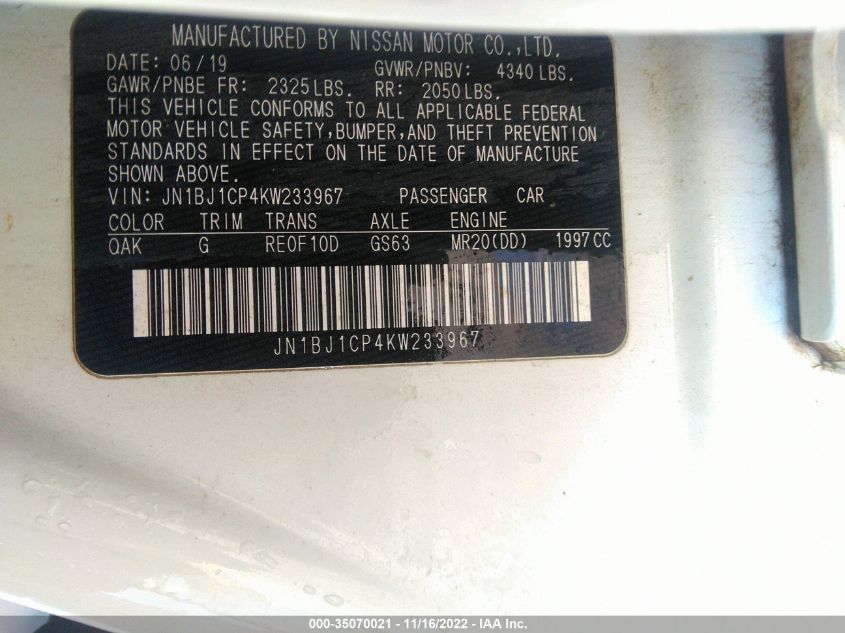 MANUFACTURED BY NISSAN MOTOR CO.,LTD.
DATE: 06/19 GVWR/PNBV: 4340 LBS.
GAWR/PNBE FR: 2325LBS. RR: 2050LBS.
THIS VEHICLE CONFORMS TO ALL APPLICABLE FEDERAL
MOTOR VEHICLE SAFETY,BUMPER,AND THEFT PREVENTION
STANDARDS IN EFFECT ON THE DATE OF MANUFACTURE
SHOWN ABOVE.
VIN: JN1BJ1CP4KW233967 PASSENGER CAR
COLOR TRIM TRANS AXLE ENGINE
QAK G RE0F10D GS63 MR20(DD) 1997CC
JN1BJ1CP4KW233967
000-35070021 - 11/16/2022 - IAA Inc.